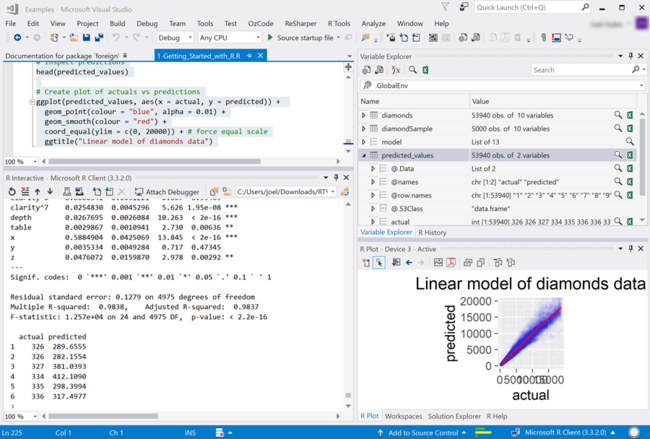 Examples - Microsoft Visual Studio
Quick Launch (Ctrl+Q)
File Edit View Project Build Debug Team Tools Test OzCode ReSharper R Tools Analyze Window Help
Debug Any CPU Start Source startup file
Documentation for package 'foreign'
1-Getting_Started_with_R.R
# Inspect predictions
head(predicted_values)
# Create plot of actuals vs predictions
ggplot(predicted_values, aes(x = actual, y = predicted)) +
geom_point(colour = "blue", alpha = 0.01) +
geom_smooth(colour = "red") +
coord_equal(ylim = c(0, 20000)) + # force equal scale
ggtitle("Linear model of diamonds data")
100 %
R Interactive - Microsoft R Client (3.3.2.0)
Attach Debugger C:/Users/joel/Downloads/RTV
clarity^7 0.0254830 0.0045296 5.626 1.95e-08 ***
depth 0.0267695 0.0026084 10.263 < 2e-16 ***
table 0.0029867 0.0010941 2.730 0.00636 **
x 0.5884904 0.0425069 13.845 < 2e-16 ***
y 0.0035334 0.0049284 0.717 0.47345
z 0.0476072 0.0159870 2.978 0.00292 **
---
Signif. codes: 0 `***' 0.001 `**' 0.01 `*' 0.05 `.' 0.1 ` ' 1
Residual standard error: 0.1279 on 4975 degrees of freedom
Multiple R-squared: 0.9838, Adjusted R-squared: 0.9837
F-statistic: 1.257e+04 on 24 and 4975 DF, p-value: < 2.2e-16
actual predicted
1 326 289.6555
2 326 282.1554
3 327 381.0393
4 334 412.1090
5 335 298.3994
6 336 317.4977
>
100 %
Variable Explorer
Search
.GlobalEnv
Name Value
diamonds 53940 obs. of 10 variables
diamondSample 5000 obs. of 10 variables
model List of 13
predicted_values 53940 obs. of 2 variables
@.Data List of 2
@names chr [1:2] "actual" "predicted"
@row.names chr [1:53940] "1" "2" "3" "4" "5" "6" "7" "8" "9"
@.S3Class "data.frame"
actual int [1:53940] 326 326 327 334 335 336 336 33
Variable Explorer R History
R Plot - Device 3 - Active
Linear model of diamonds data
predicted
20000
15000
10000
5000
0
0 5000 10000 15000
actual
R Plot Workspaces Solution Explorer R Help
Ln 225 Col 1 Ch 1 INS Add to Source Control Microsoft R Client (3.3.2.0)